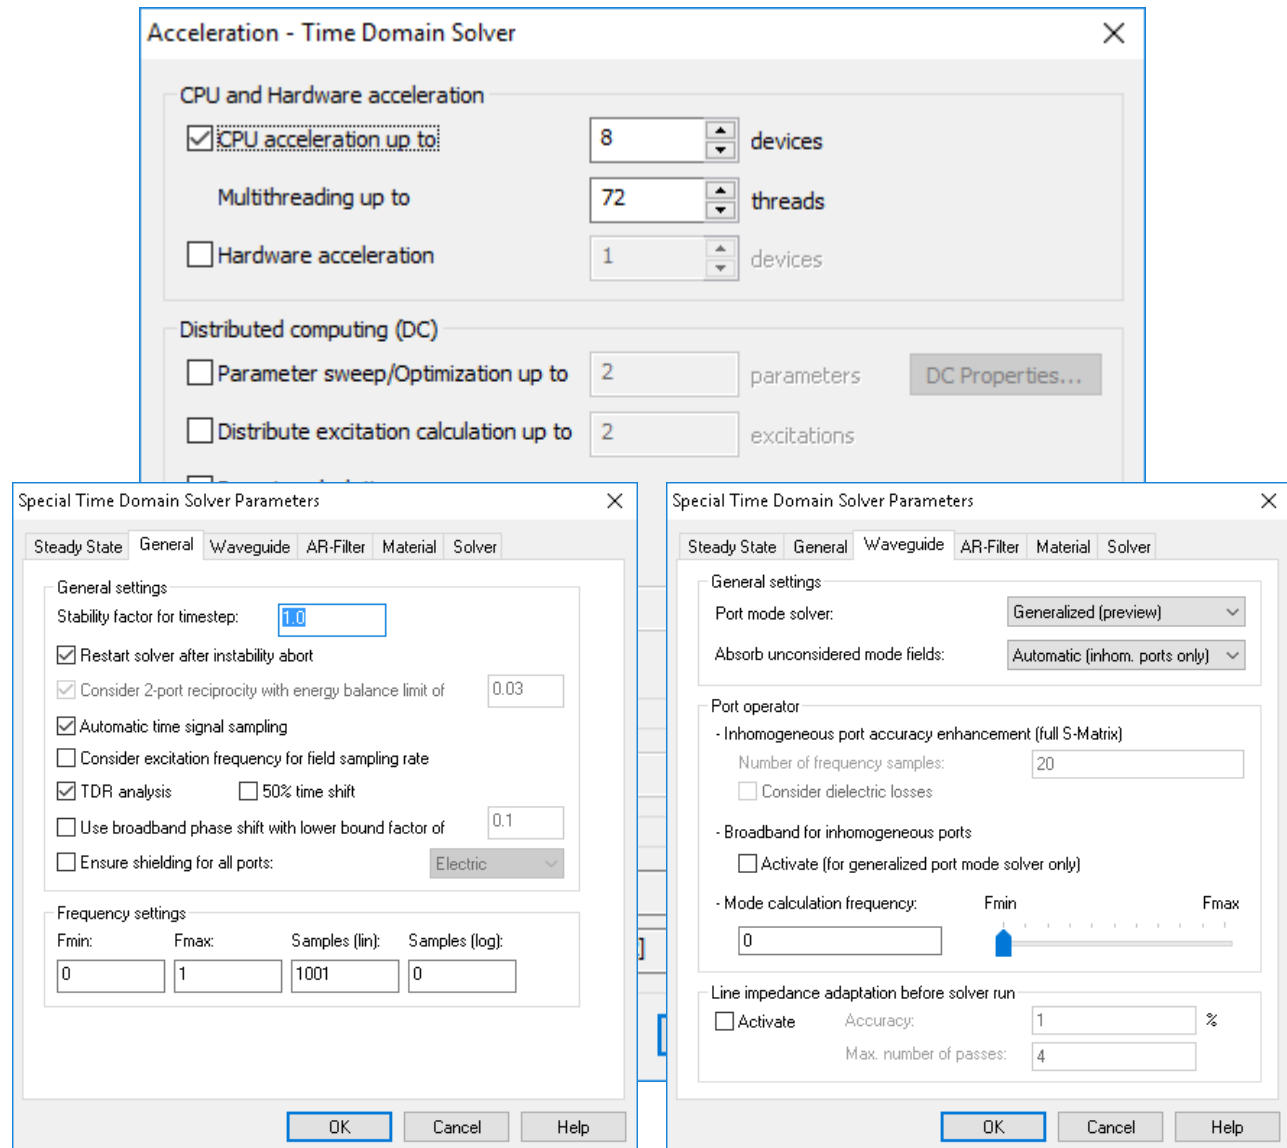 Acceleration - Time Domain Solver
CPU and Hardware acceleration
CPU acceleration up to 8 devices
Multithreading up to 72 threads
Hardware acceleration 1 devices
Distributed computing (DC)
Parameter sweep/Optimization up to 2 parameters DC Properties...
Distribute excitation calculation up to 2 excitations
Special Time Domain Solver Parameters
Steady State General Waveguide AR-Filter Material Solver
General settings
Stability factor for timestep: 1.0
Restart solver after instability abort
Consider 2-port reciprocity with energy balance limit of 0.03
Automatic time signal sampling
Consider excitation frequency for field sampling rate
TDR analysis 50% time shift
Use broadband phase shift with lower bound factor of 0.1
Ensure shielding for all ports: Electric
Frequency settings
Fmin: Fmax: Samples (lin): Samples (log):
0 1 1001 0
OK Cancel Help
Special Time Domain Solver Parameters
Steady State General Waveguide AR-Filter Material Solver
General settings
Port mode solver: Generalized (preview)
Absorb unconsidered mode fields: Automatic (inhom. ports only)
Port operator
- Inhomogeneous port accuracy enhancement (full S-Matrix)
Number of frequency samples: 20
Consider dielectric losses
- Broadband for inhomogeneous ports
Activate (for generalized port mode solver only)
- Mode calculation frequency: Fmin Fmax
0
Line impedance adaptation before solver run
Activate Accuracy: 1 %
Max. number of passes: 4
OK Cancel Help